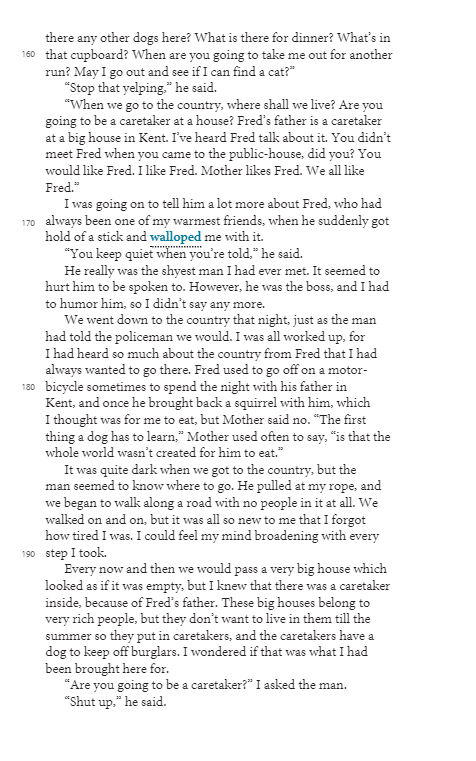 there any other dogs here? What is there for dinner? What’s in
160 that cupboard? When are you going to take me out for another
run? May I go out and see if I can find a cat?”
“Stop that yelping,” he said.
“When we go to the country, where shall we live? Are you
going to be a caretaker at a house? Fred’s father is a caretaker
at a big house in Kent. I’ve heard Fred talk about it. You didn’t
meet Fred when you came to the public-house, did you? You
would like Fred. I like Fred. Mother likes Fred. We all like
Fred.”
I was going on to tell him a lot more about Fred, who had
170 always been one of my warmest friends, when he suddenly got
hold of a stick and walloped me with it.
“You keep quiet when you’re told,” he said.
He really was the shyest man I had ever met. It seemed to
hurt him to be spoken to. However, he was the boss, and I had
to humor him, so I didn’t say any more.
We went down to the country that night, just as the man
had told the policeman we would. I was all worked up, for
I had heard so much about the country from Fred that I had
always wanted to go there. Fred used to go off on a motor-
180 bicycle sometimes to spend the night with his father in
Kent, and once he brought back a squirrel with him, which
I thought was for me to eat, but Mother said no. “The first
thing a dog has to learn,” Mother used often to say, “is that the
whole world wasn’t created for him to eat.”
It was quite dark when we got to the country, but the
man seemed to know where to go. He pulled at my rope, and
we began to walk along a road with no people in it at all. We
walked on and on, but it was all so new to me that I forgot
how tired I was. I could feel my mind broadening with every
190 step I took.
Every now and then we would pass a very big house which
looked as if it was empty, but I knew that there was a caretaker
inside, because of Fred’s father. These big houses belong to
very rich people, but they don’t want to live in them till the
summer so they put in caretakers, and the caretakers have a
dog to keep off burglars. I wondered if that was what I had
been brought here for.
“Are you going to be a caretaker?” I asked the man.
“Shut up,” he said.